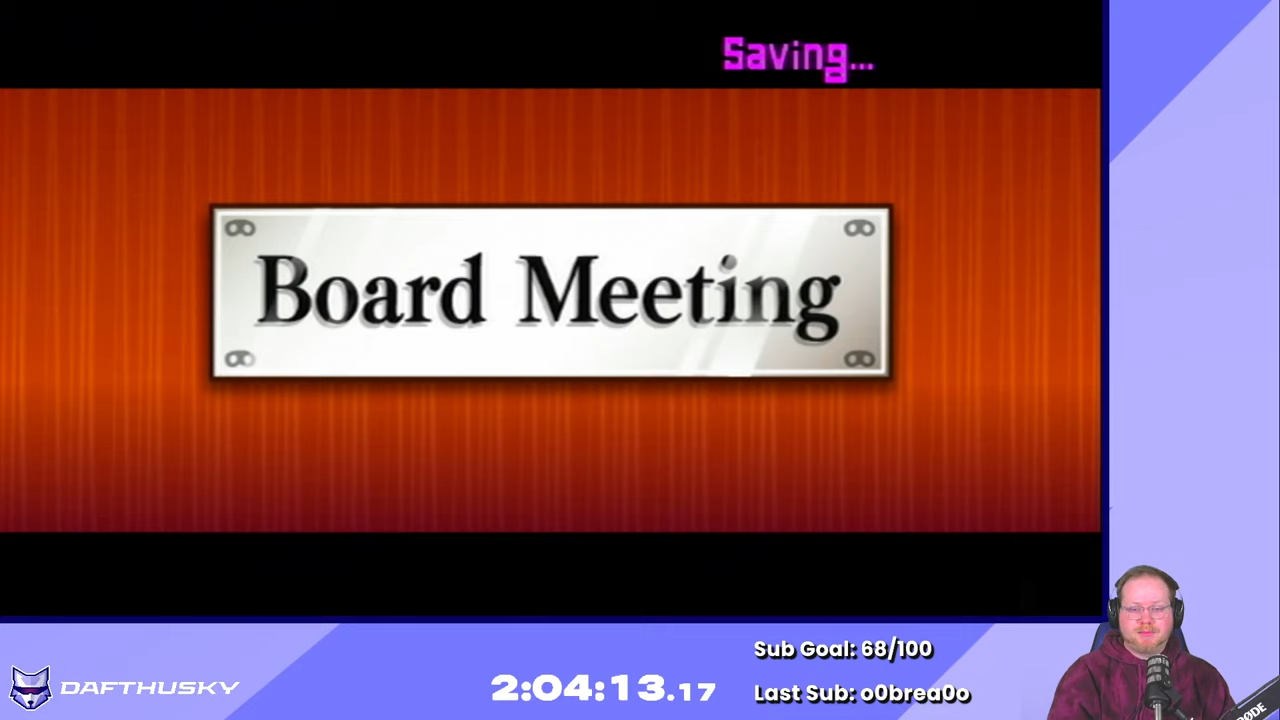 Saving...
Board Meeting
Sub Goal: 68/100
DAFTHUSKY
2:04:13.17
Last Sub: o0brea0o